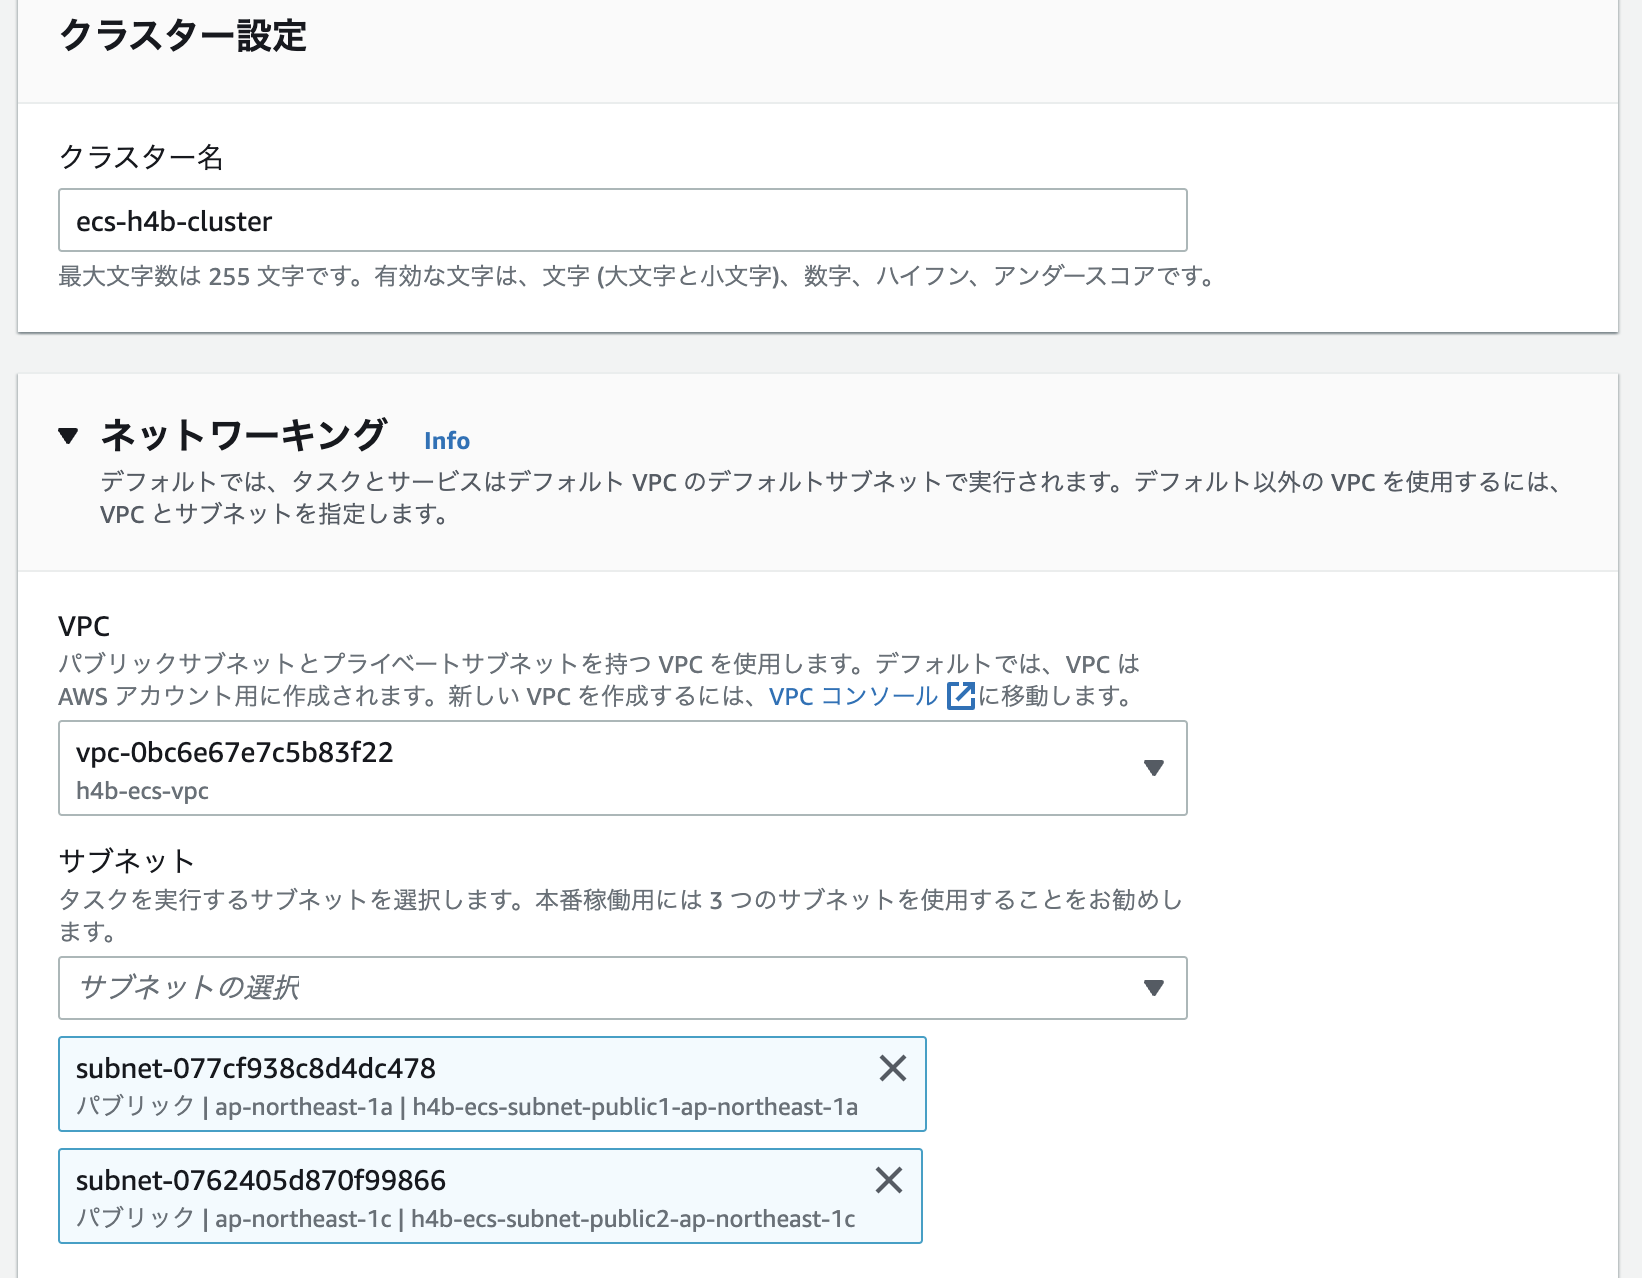 クラスター設定
クラスター名
ecs-h4b-cluster
最大文字数は 255 文字です。有効な文字は、文字 (大文字と小文字)、数字、ハイフン、アンダースコアです。
ネットワーキング Info
デフォルトでは、タスクとサービスはデフォルト VPC のデフォルトサブネットで実行されます。デフォルト以外の VPC を使用するには、
VPC とサブネットを指定します。
VPC
パブリックサブネットとプライベートサブネットを持つ VPC を使用します。デフォルトでは、VPC は
AWS アカウント用に作成されます。新しい VPC を作成するには、VPC コンソール に移動します。
vpc-0bc6e67e7c5b83f22
h4b-ecs-vpc
サブネット
タスクを実行するサブネットを選択します。本番稼働用には 3 つのサブネットを使用することをお勧めし
ます。
サブネットの選択
subnet-077cf938c8d4dc478
パブリック | ap-northeast-1a | h4b-ecs-subnet-public1-ap-northeast-1a
subnet-0762405d870f99866
パブリック | ap-northeast-1c | h4b-ecs-subnet-public2-ap-northeast-1c